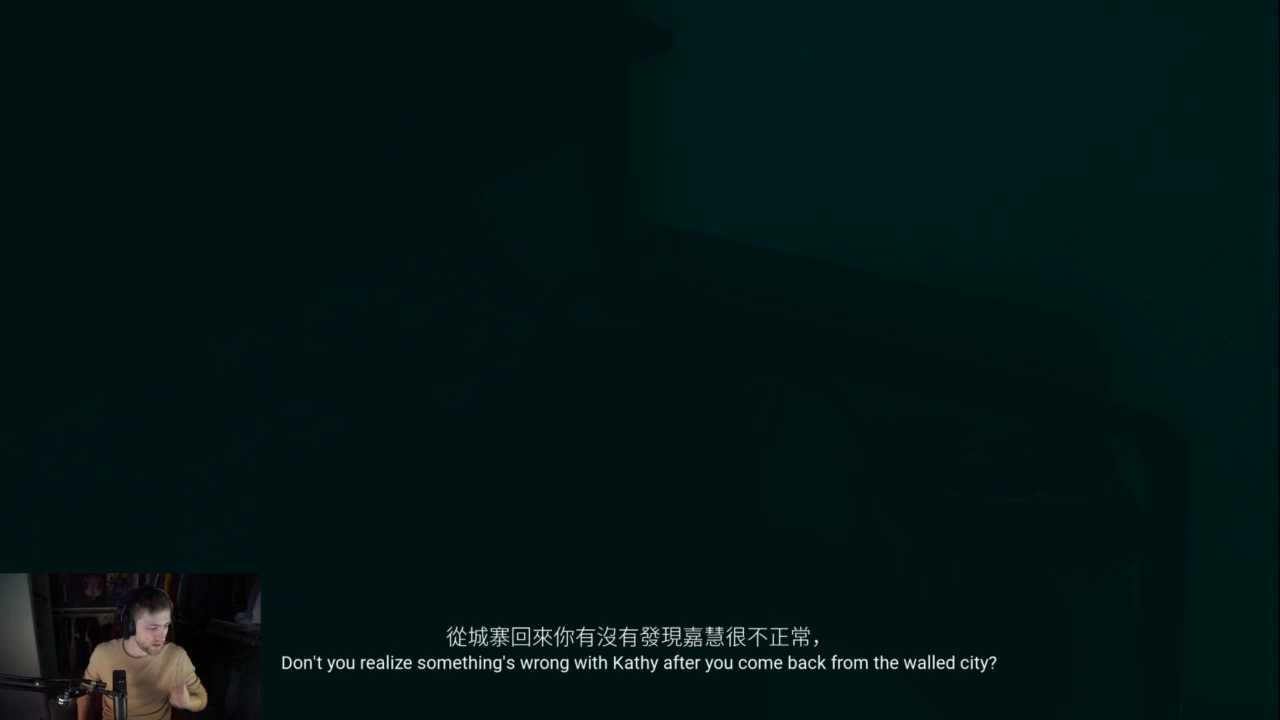 從城寨回來你有沒有發現嘉慧很不正常，
Don't you realize something's wrong with Kathy after you come back from the walled city?